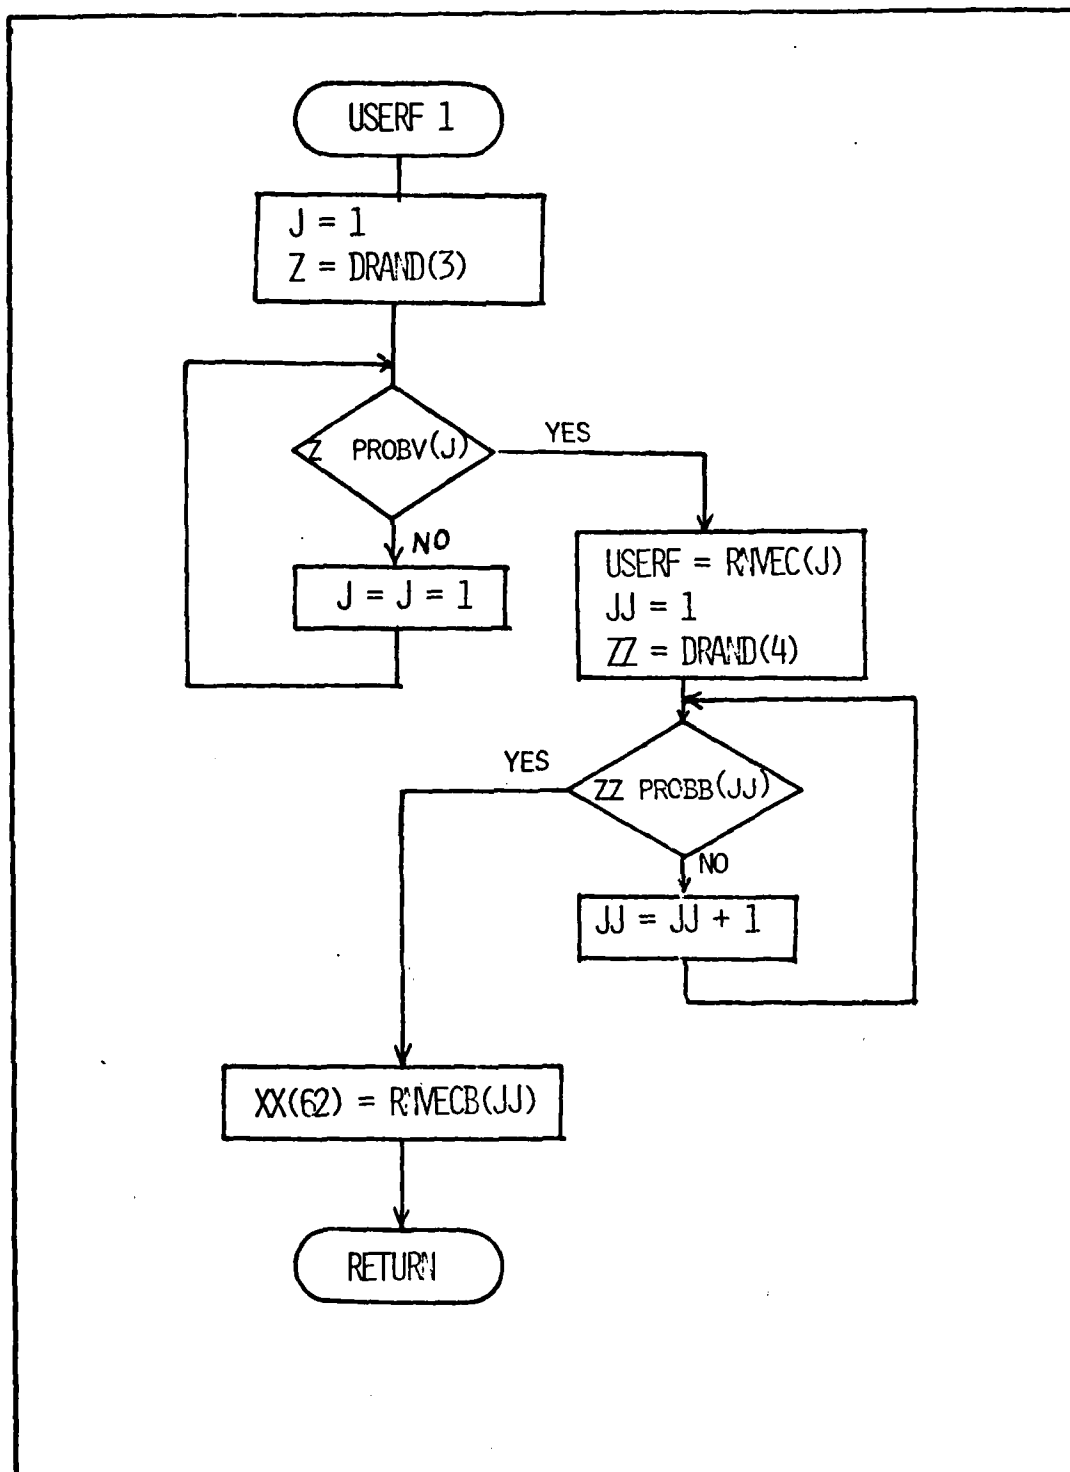 USERF 1
J = 1
Z = DRAND(3)
Z PROBV(J)
YES
NO
J = J = 1
USERF = RNVEC(J)
JJ = 1
ZZ = DRAND(4)
YES
ZZ PROBB(JJ)
NO
JJ = JJ + 1
XX(62) = RNVECB(JJ)
RETURN